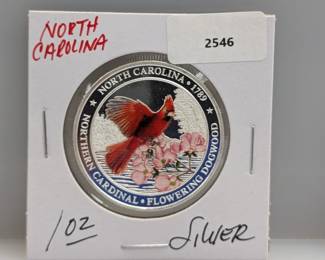 NORTH
CAROLINA
2546
★ NORTH CAROLINA • 1789 ★
NORTHERN CARDINAL • FLOWERING DOGWOOD
1 oz
SILVER